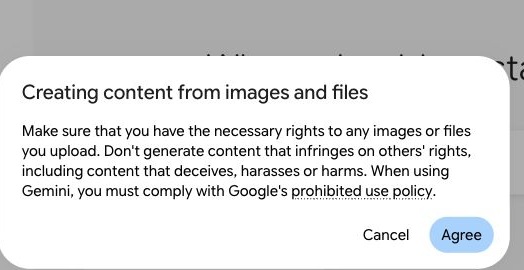 Creating content from images and files
Make sure that you have the necessary rights to any images or files
you upload. Don't generate content that infringes on others' rights,
including content that deceives, harasses or harms. When using
Gemini, you must comply with Google's prohibited use policy.
Cancel Agree